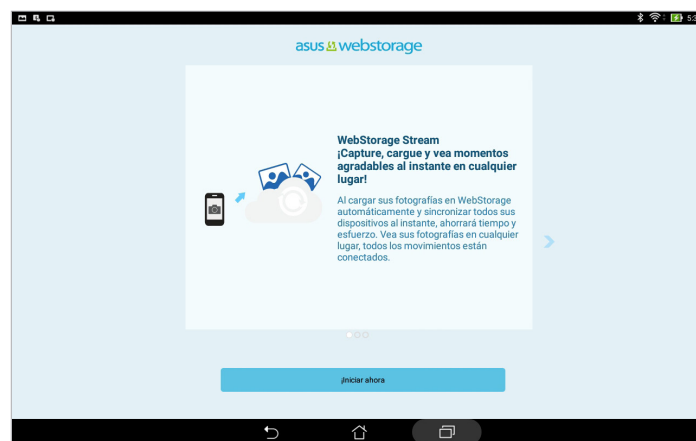 5:3
asus webstorage
WebStorage Stream
¡Capture, cargue y vea momentos
agradables al instante en cualquier
lugar!
Al cargar sus fotografías en WebStorage
automáticamente y sincronizar todos sus
dispositivos al instante, ahorrará tiempo y
esfuerzo. Vea sus fotografías en cualquier
lugar, todos los movimientos están
conectados.
¡Iniciar ahora